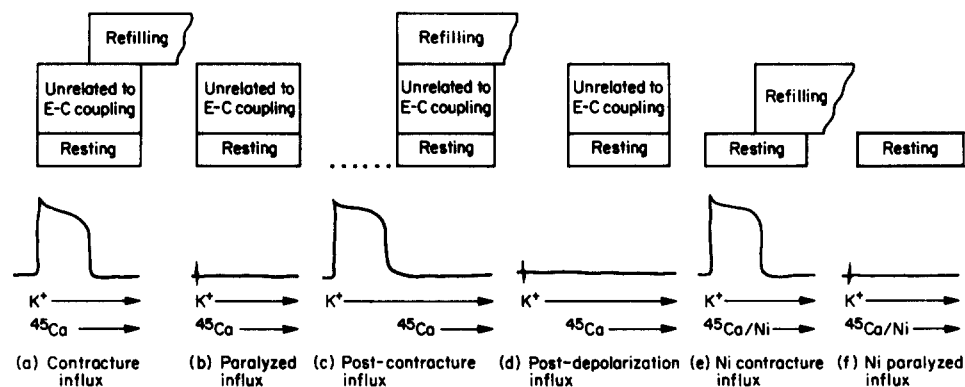 Refilling
Refilling
Unrelated to
E-C coupling
Unrelated to
E-C coupling
Unrelated to
E-C coupling
Unrelated to
E-C coupling
Refilling
Resting
Resting
Resting
Resting
Resting
Resting
K+
K+
K+
K+
K+
K+
45Ca
45Ca
45Ca
45Ca
45Ca/Ni
45Ca/Ni
(a) Contracture
influx
(b) Paralyzed
influx
(c) Post-contracture
influx
(d) Post-depolarization
influx
(e) Ni contracture
influx
(f) Ni paralyzed
influx